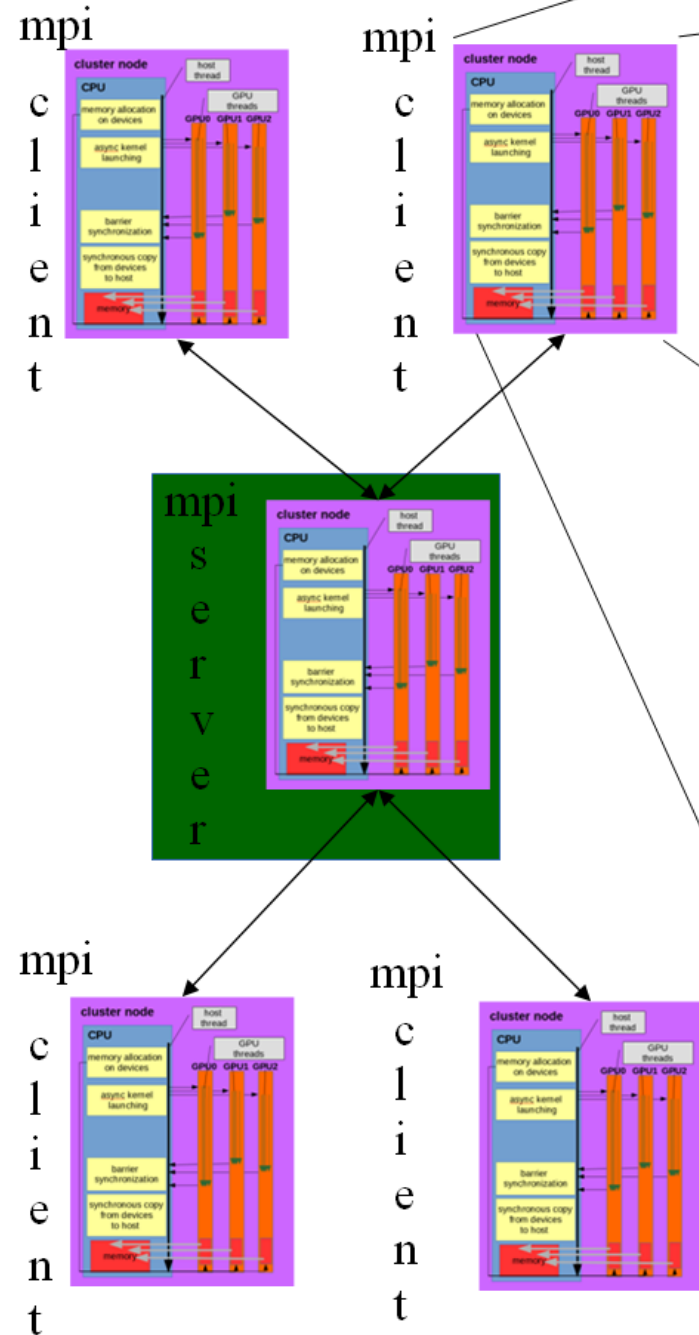 mpi
c
l
i
e
n
t
cluster node
host
thread
CPU
GPU
threads
memory allocation
on devices
GPU0 GPU1 GPU2
async kernel
launching
barrier
synchronization
synchronous copy
from devices
to host
memory
mpi
c
l
i
e
n
t
cluster node
host
thread
CPU
GPU
threads
memory allocation
on devices
GPU0 GPU1 GPU2
async kernel
launching
barrier
synchronization
synchronous copy
from devices
to host
memory
mpi
s
e
r
v
e
r
cluster node
host
thread
CPU
GPU
threads
memory allocation
on devices
GPU0 GPU1 GPU2
async kernel
launching
barrier
synchronization
synchronous copy
from devices
to host
memory
mpi
c
l
i
e
n
t
cluster node
host
thread
CPU
GPU
threads
memory allocation
on devices
GPU0 GPU1 GPU2
async kernel
launching
barrier
synchronization
synchronous copy
from devices
to host
memory
mpi
c
l
i
e
n
t
cluster node
host
thread
CPU
GPU
threads
memory allocation
on devices
GPU0 GPU1 GPU2
async kernel
launching
barrier
synchronization
synchronous copy
from devices
to host
memory